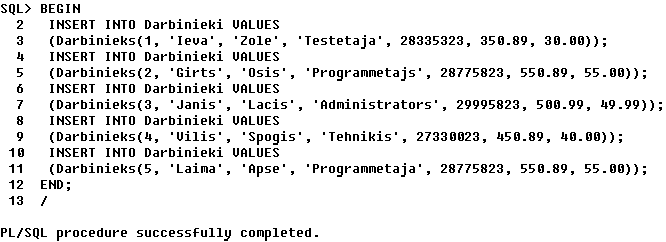 SQL> BEGIN
2 INSERT INTO Darbinieki VALUES
3 (Darbinieks(1, 'Ieva', 'Zole', 'Testetaja', 28335323, 350.89, 30.00));
4 INSERT INTO Darbinieki VALUES
5 (Darbinieks(2, 'Girts', 'Osis', 'Programmetajs', 28775823, 550.89, 55.00));
6 INSERT INTO Darbinieki VALUES
7 (Darbinieks(3, 'Janis', 'Lacis', 'Administrators', 29995823, 500.99, 49.99));
8 INSERT INTO Darbinieki VALUES
9 (Darbinieks(4, 'Vilis', 'Spogis', 'Tehnikis', 27330023, 450.89, 40.00));
10 INSERT INTO Darbinieki VALUES
11 (Darbinieks(5, 'Laima', 'Apse', 'Programmetaja', 28775823, 550.89, 55.00));
12 END;
13 /
PL/SQL procedure successfully completed.